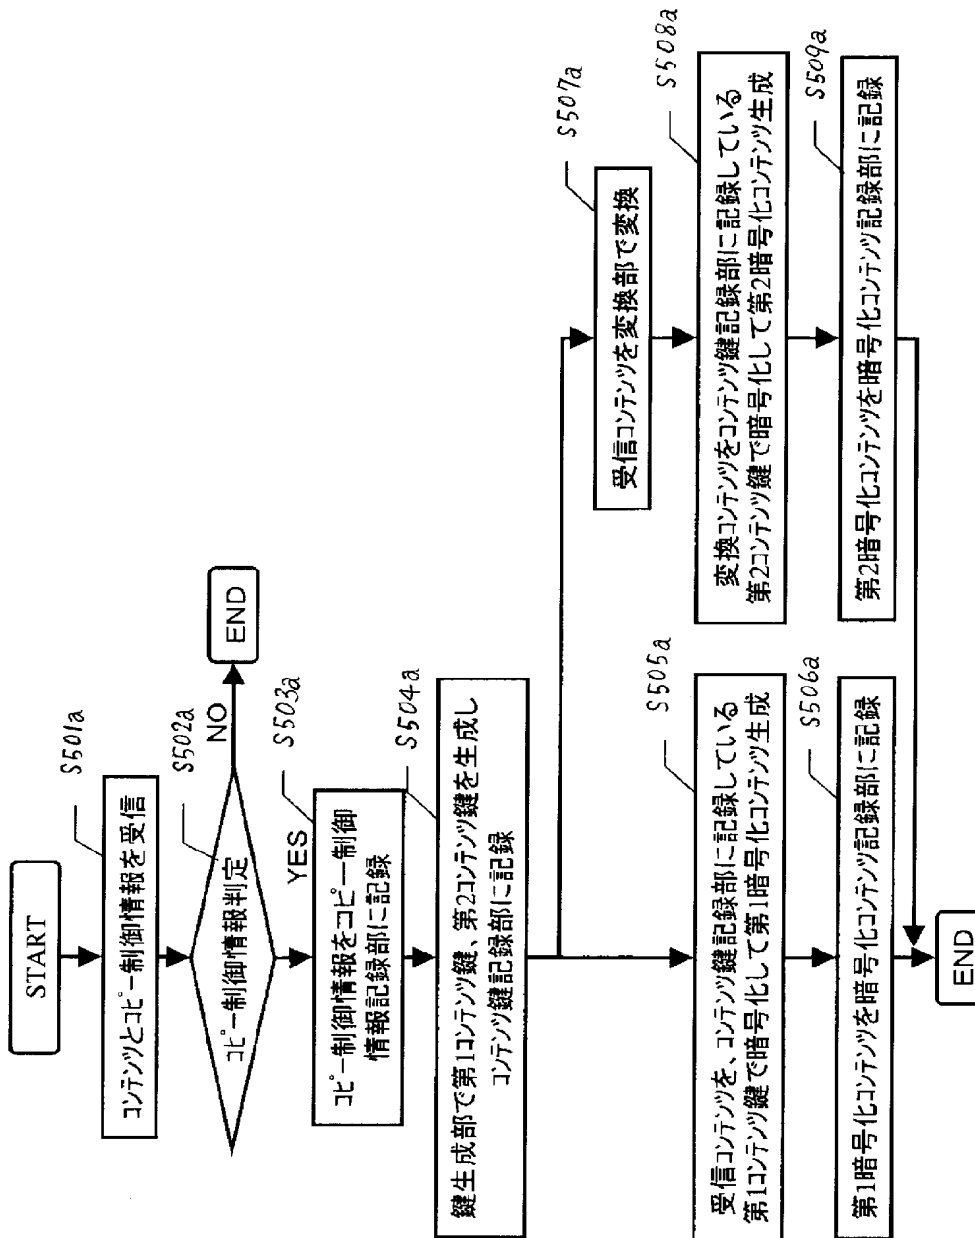 START
S501a
コンテンツとコピー制御情報を受信
S502a
コピー制御情報判定
NO
END
YES
S503a
コピー制御情報をコピー制御
情報記録部に記録
S504a
鍵生成部で第1コンテンツ鍵、第2コンテンツ鍵を生成し
コンテンツ鍵記録部に記録
S505a
受信コンテンツを、コンテンツ鍵記録部に記録している
第1コンテンツ鍵で暗号化して第1暗号化コンテンツ生成
S506a
第1暗号化コンテンツを暗号化コンテンツ記録部に記録
S507a
受信コンテンツを変換部で変換
S508a
変換コンテンツをコンテンツ鍵記録部に記録している
第2コンテンツ鍵で暗号化して第2暗号化コンテンツ生成
S509a
第2暗号化コンテンツを暗号化コンテンツ記録部に記録
END